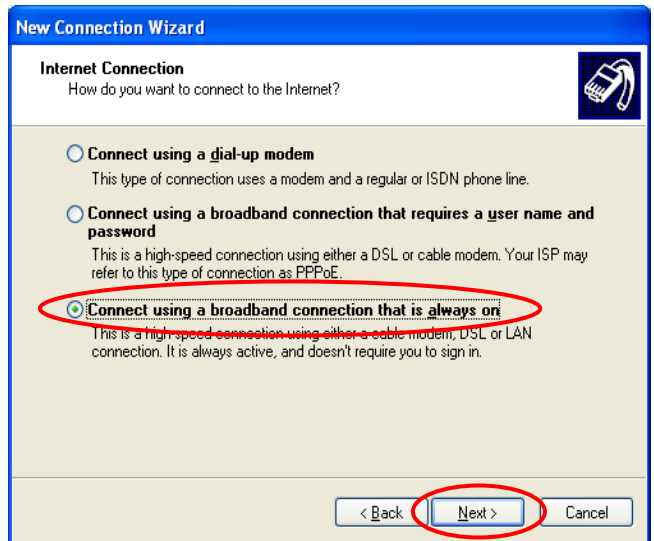 New Connection Wizard
Internet Connection
How do you want to connect to the Internet?
Connect using a dial-up modem
This type of connection uses a modem and a regular or ISDN phone line.
Connect using a broadband connection that requires a user name and
password
This is a high-speed connection using either a DSL or cable modem. Your ISP may
refer to this type of connection as PPPoE.
Connect using a broadband connection that is always on
This is a high-speed connection using either a cable modem, DSL or LAN
connection. It is always active, and doesn't require you to sign in.
< Back
Next >
Cancel